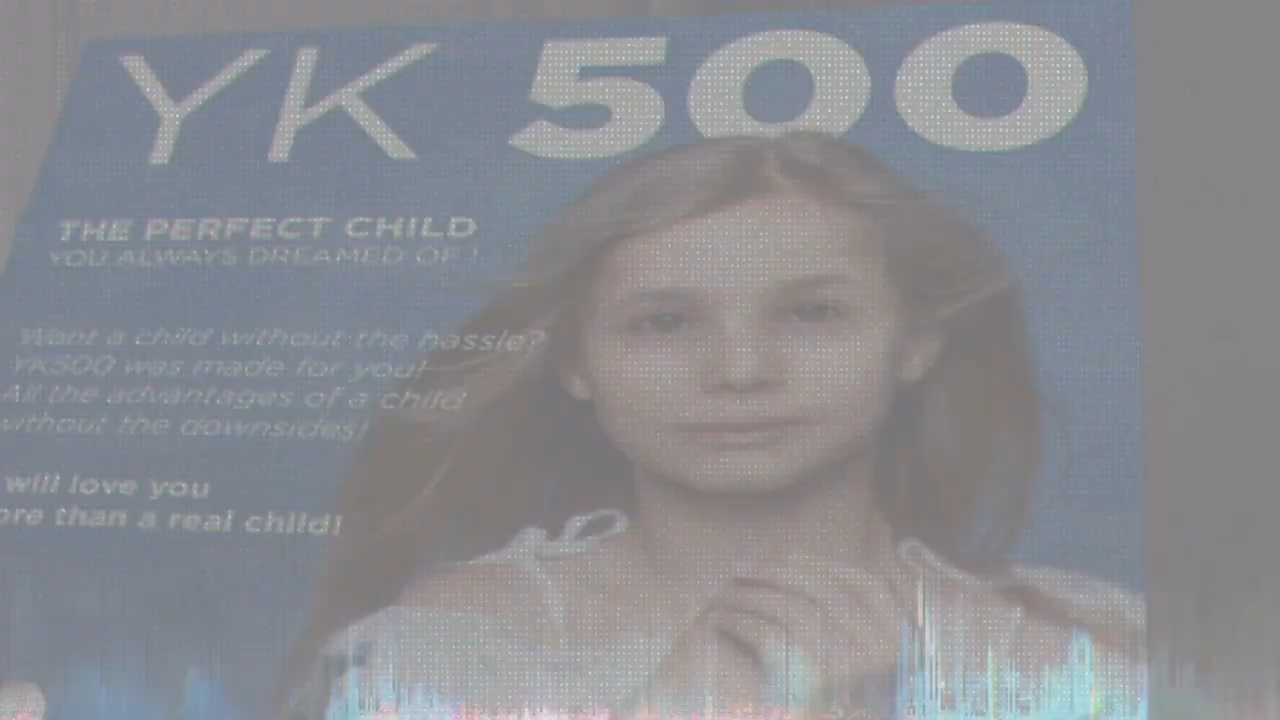 YK 500
THE PERFECT CHILD
YOU ALWAYS DREAMED OF !
Want a child without the hassle?
YK500 was made for you!
All the advantages of a child
without the downsides!
will love you
than a real child!